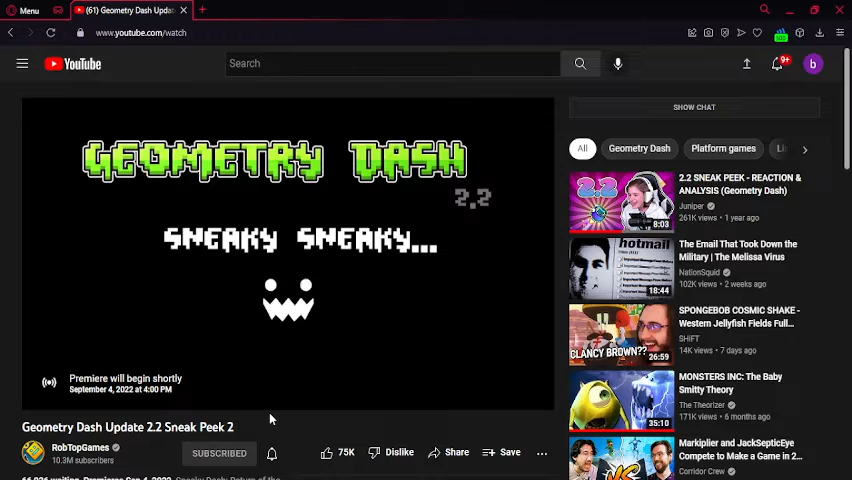 Menu
(61) Geometry Dash Updat
www.youtube.com/watch
YouTube
Search
9+
b
GEOMETRY DASH
2.2
SNEAKY SNEAKY...
Premiere will begin shortly
September 4, 2022 at 4:00 PM
Geometry Dash Update 2.2 Sneak Peek 2
RobTopGames
10.3M subscribers
SUBSCRIBED
75K
Dislike
Share
Save
SHOW CHAT
All
Geometry Dash
Platform games
2.2
8:03
2.2 SNEAK PEEK - REACTION &
ANALYSIS (Geometry Dash)
Juniper
261K views • 1 year ago
hotmail
18:44
The Email That Took Down the
Military | The Melissa Virus
NationSquid
102K views • 2 weeks ago
CLANCY BROWN??
26:59
SPONGEBOB COSMIC SHAKE -
Western Jellyfish Fields Full...
SHIFT
14K views • 7 days ago
35:10
MONSTERS INC: The Baby
Smitty Theory
The Theorizer
171K views • 6 months ago
Markiplier and JackSepticEye
Compete to Make a Game in 2...
Corridor Crew